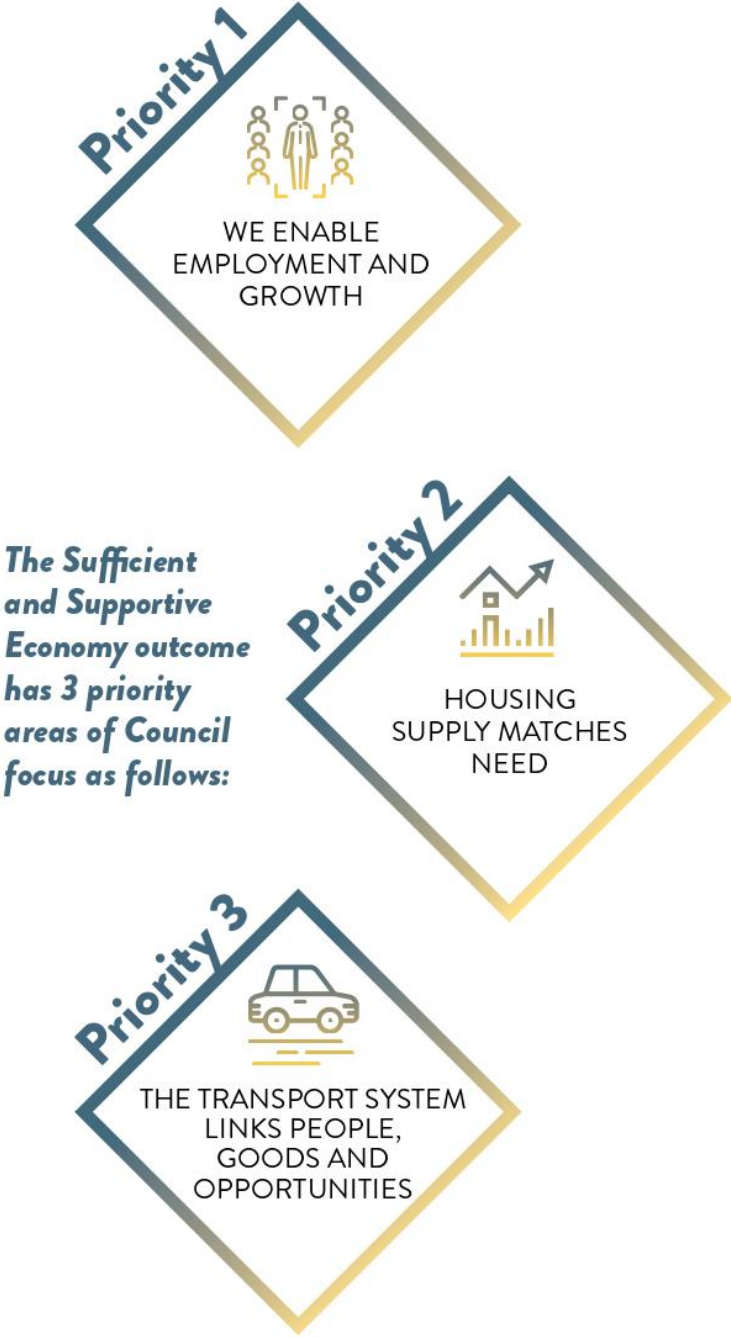 Priority 1
WE ENABLE
EMPLOYMENT AND
GROWTH
The Sufficient
and Supportive
Economy outcome
has 3 priority
areas of Council
focus as follows:
Priority 2
HOUSING
SUPPLY MATCHES
NEED
Priority 3
THE TRANSPORT SYSTEM
LINKS PEOPLE,
GOODS AND
OPPORTUNITIES